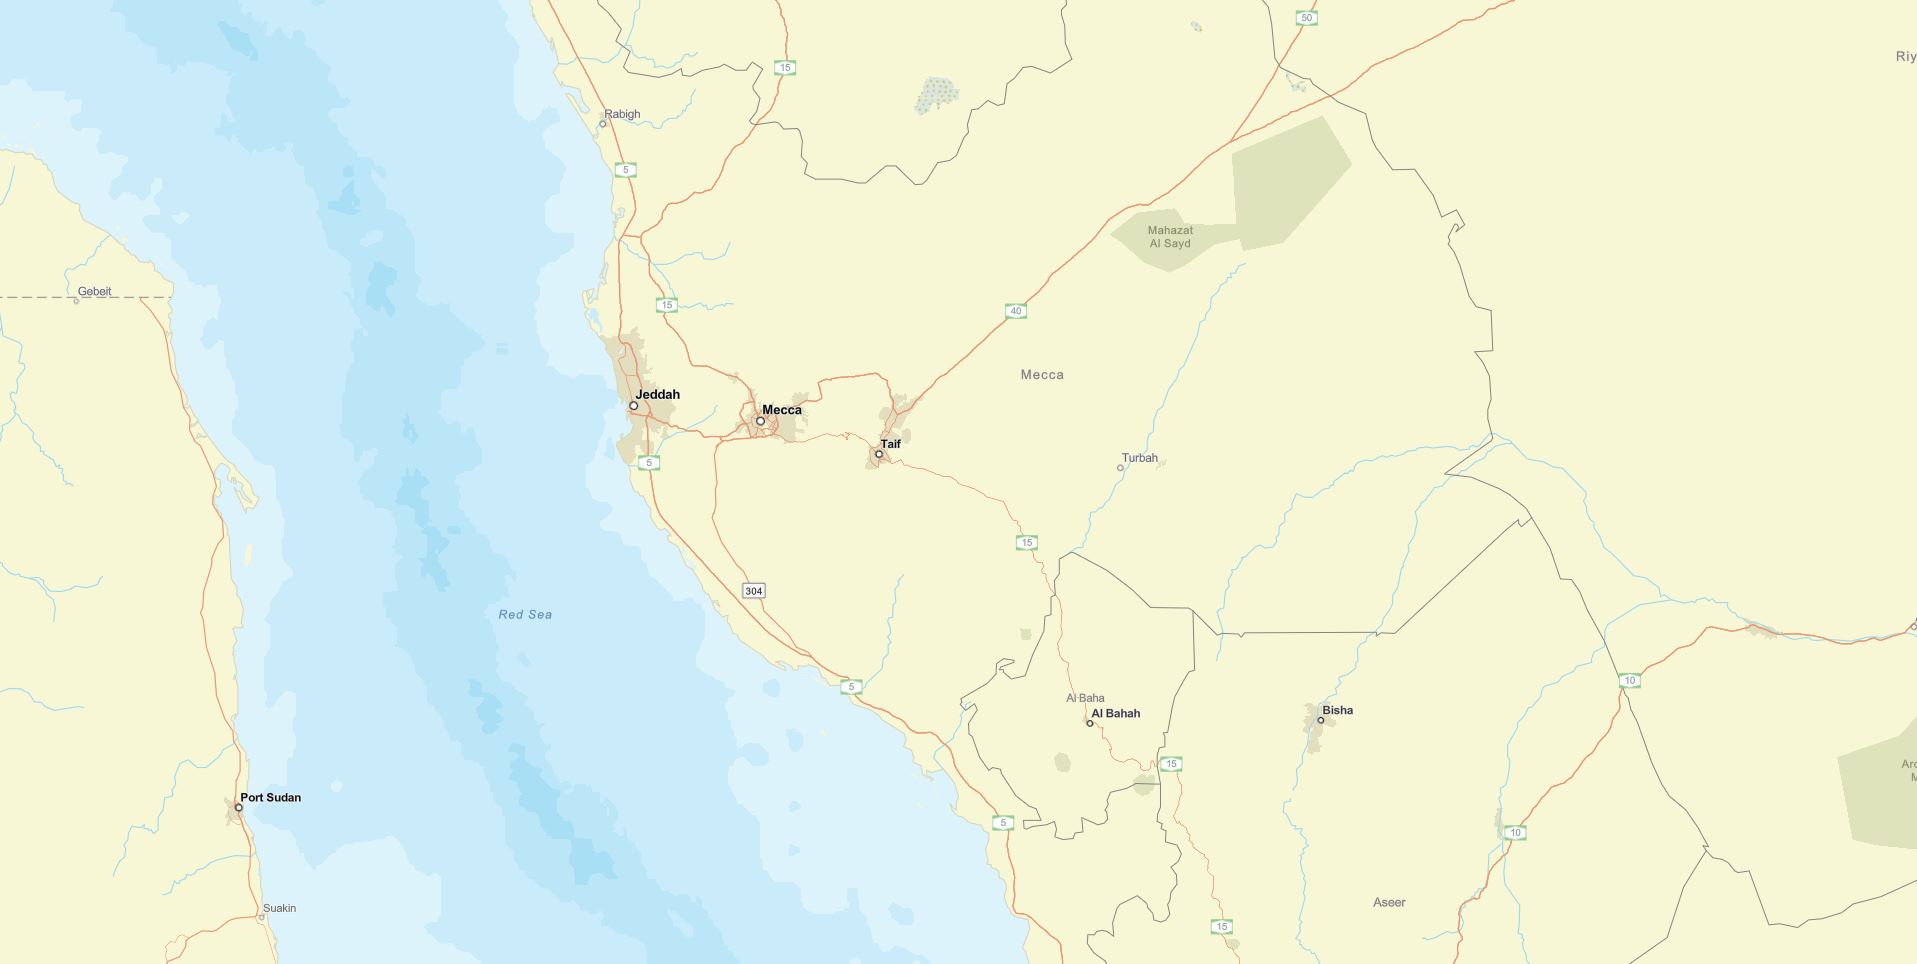 50
Riy
15
Rabigh
5
Mahazat
Al Sayd
Gebeit
15
40
Mecca
Jeddah
Mecca
Taif
Turbah
5
15
304
Red Sea
10
5
Al Baha
Al Bahah
Bisha
15
Port Sudan
5
10
Suakin
Aseer
15